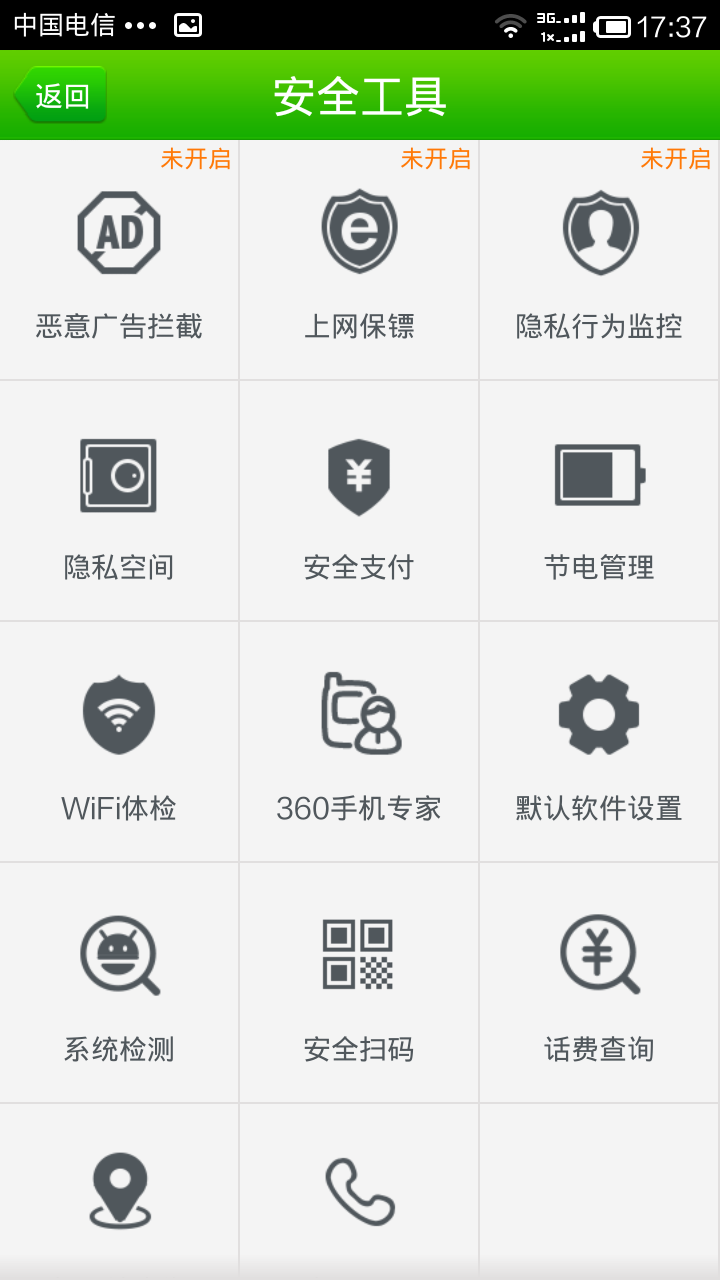 中国电信 ••• 3G 1× 17:37
返回 安全工具
未开启 未开启 未开启
AD e
恶意广告拦截 上网保镖 隐私行为监控
¥
隐私空间 安全支付 节电管理
WiFi体检 360手机专家 默认软件设置
¥
系统检测 安全扫码 话费查询